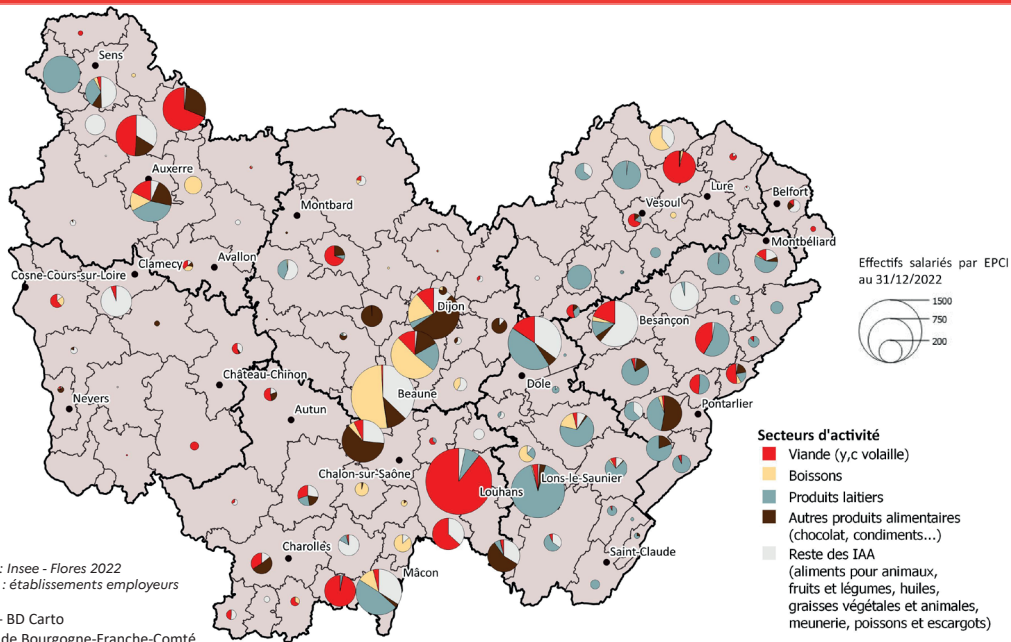 Sens
Auxerre
Montbard
Avallon
Clamecy
Cosne-Cours-sur-Loire
Château-Chinon
Nevers
Autun
Dijon
Beaune
Chalon-sur-Saône
Louhans
Charolles
Mâcon
Vesoul
Lure
Belfort
Montbéliard
Besançon
Dôle
Pontarlier
Lons-le-Saunier
Saint-Claude
Effectifs salariés par EPCI
au 31/12/2022
1500
750
200
Secteurs d'activité
Viande (y,c volaille)
Boissons
Produits laitiers
Autres produits alimentaires
(chocolat, condiments...)
Reste des IAA
(aliments pour animaux,
fruits et légumes, huiles,
graisses végétales et animales,
meunerie, poissons et escargots)
: Insee - Flores 2022
: établissements employeurs
- BD Carto
de Bourgogne-Franche-Comté